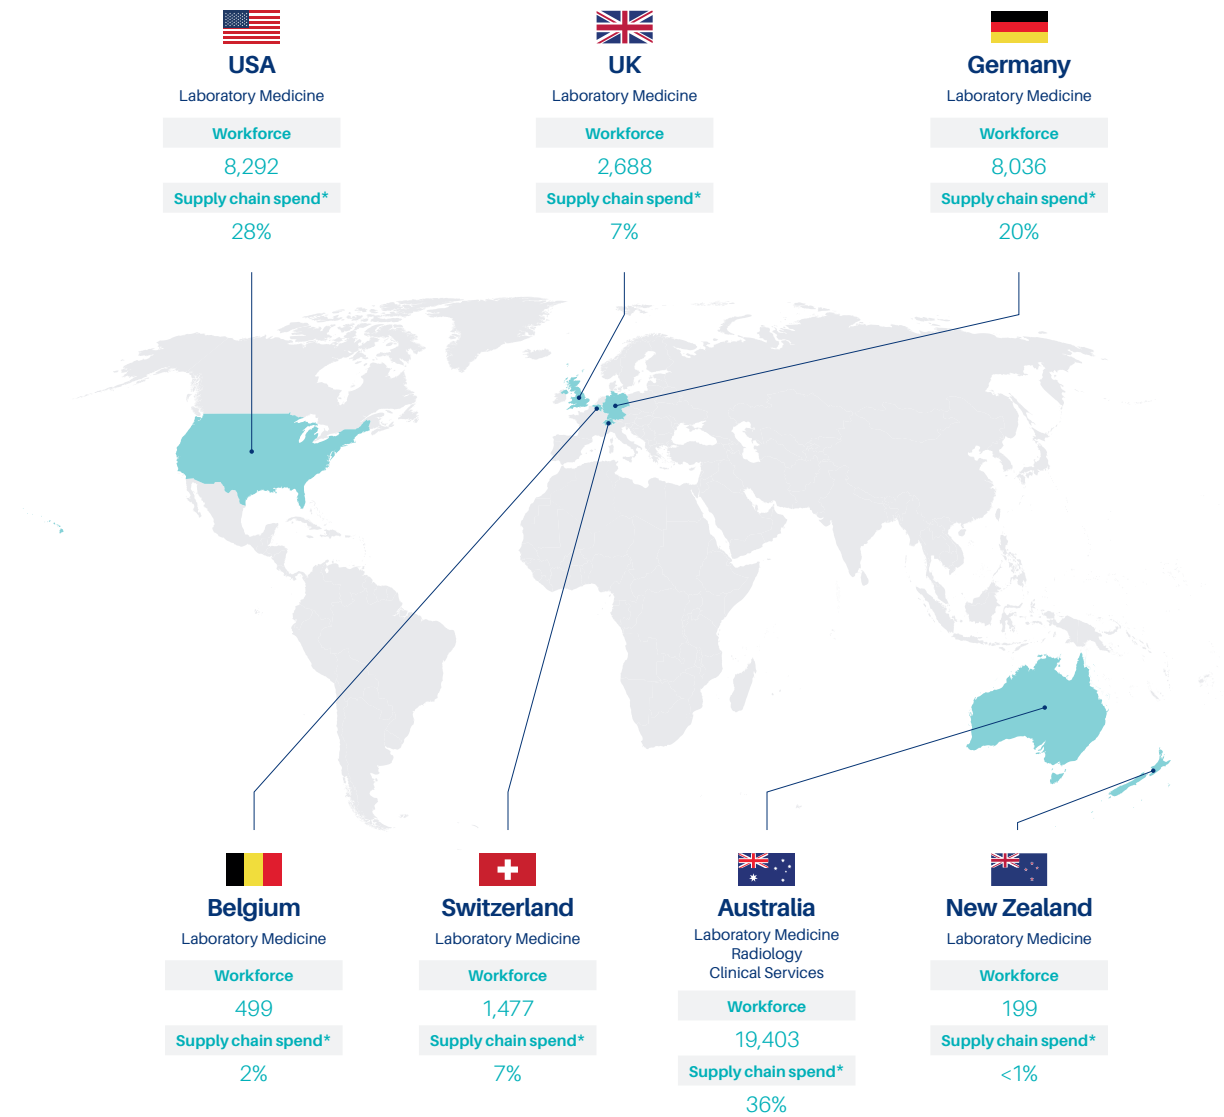 USA
Laboratory Medicine
Workforce
8,292
Supply chain spend*
28%
UK
Laboratory Medicine
Workforce
2,688
Supply chain spend*
7%
Germany
Laboratory Medicine
Workforce
8,036
Supply chain spend*
20%
Belgium
Laboratory Medicine
Workforce
499
Supply chain spend*
2%
Switzerland
Laboratory Medicine
Workforce
1,477
Supply chain spend*
7%
Australia
Laboratory Medicine
Radiology
Clinical Services
Workforce
19,403
Supply chain spend*
36%
New Zealand
Laboratory Medicine
Workforce
199
Supply chain spend*
<1%